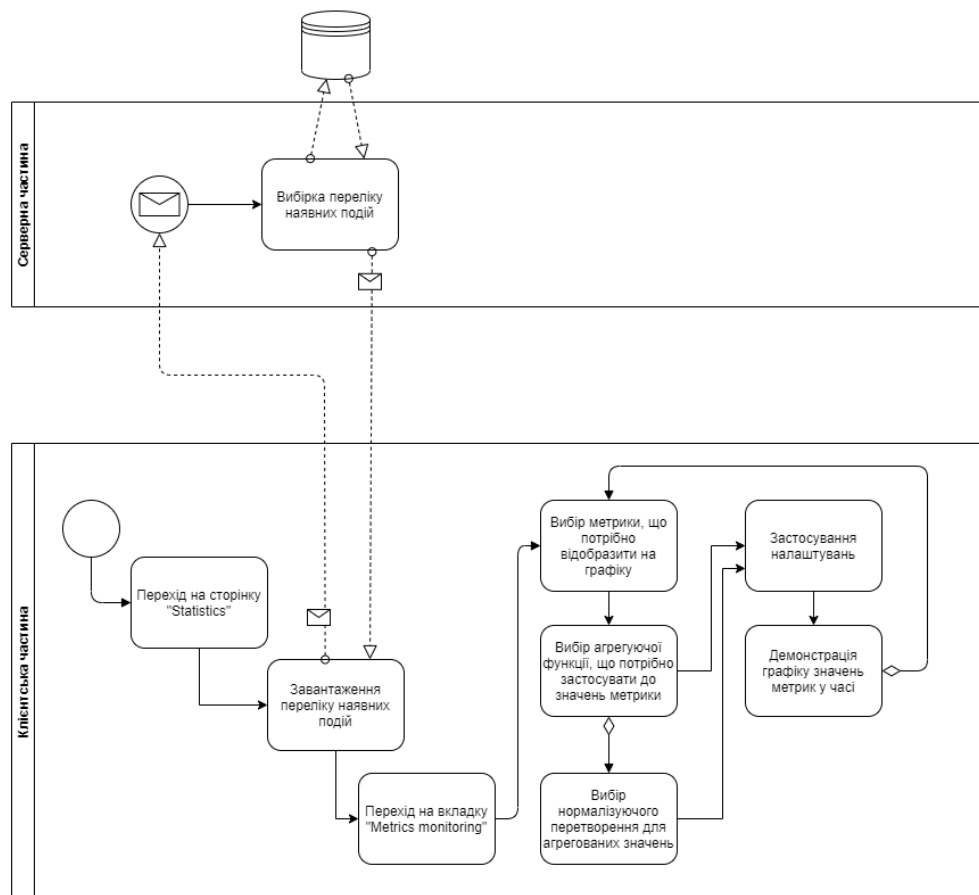 Серверна частина
Вибірка переліку
наявних подій
Клієнтська частина
Перехід на сторінку
"Statistics"
Завантаження
переліку наявних
подій
Перехід на вкладку
"Metrics monitoring"
Вибір метрики, що
потрібно
відобразити на
графіку
Вибір агрегуючої
функції, що потрібно
застосувати до
значень метрики
Вибір
нормалізуючого
перетворення для
агрегованих значень
Застосування
налаштувань
Демонстрація
графіку значень
метрик у часі